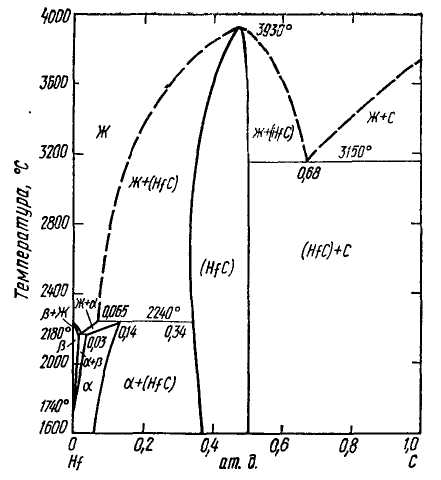 4000
3930°
3600
Ж
Ж+(HfC)
Ж+C
3200
Ж+(HfC)
3150°
0,68
2800
Температура, °C
(HfC)
(HfC)+C
2400
β+Ж
Ж+α
0,065
2240°
2180°
β
0,03
0,14
0,34
α+β
2000
α
α+(HfC)
1740°
1600
0
0,2
0,4
0,6
0,8
1,0
Hf
ат. д.
C